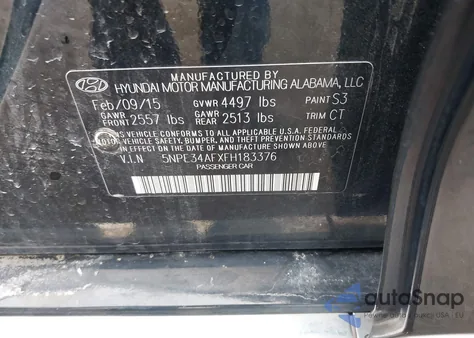 MANUFACTURED BY
HYUNDAI MOTOR MANUFACTURING ALABAMA, LLC
Feb/09/15 GVWR 4497 lbs PAINT S3
GAWR FRONT 2557 lbs GAWR REAR 2513 lbs TRIM CT
THIS VEHICLE CONFORMS TO ALL APPLICABLE U.S. FEDERAL
MOTOR VEHICLE SAFETY, BUMPER, AND THEFT PREVENTION STANDARDS
IN EFFECT ON THE DATE OF MANUFACTURE SHOWN ABOVE.
V.I.N 5NPE34AFXFH183376
PASSENGER CAR
autoSnap